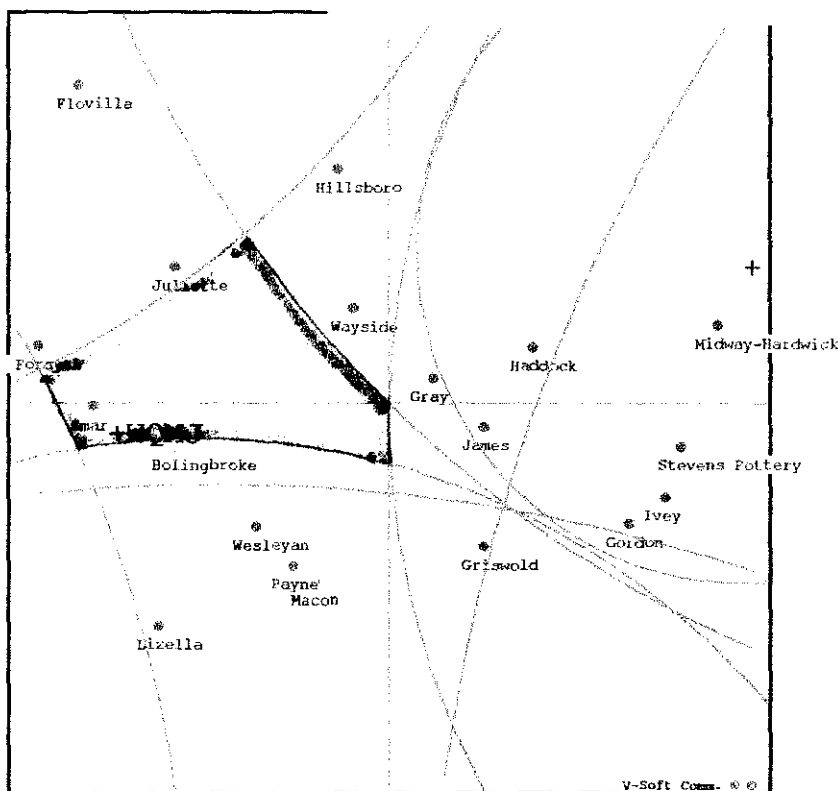 Flovilla
Hillsboro
Juliette
Wayside
Midway-Hardwick
Forsyth
Haddock
Gray
James
Bolingbroke
Stevens Pottery
Ivey
Gordon
Wesleyan
Griswold
Payne
Macon
Lizella
V-Soft Comm.